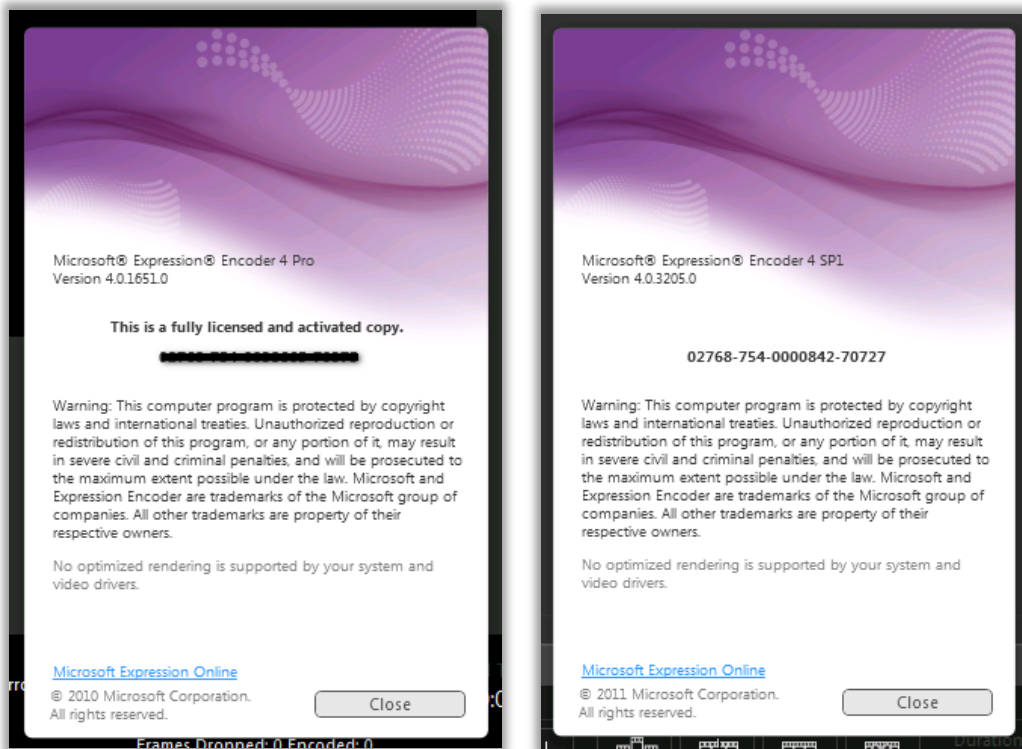 Microsoft® Expression® Encoder 4 Pro
Version 4.0.1651.0
This is a fully licensed and activated copy.
Warning: This computer program is protected by copyright
laws and international treaties. Unauthorized reproduction or
redistribution of this program, or any portion of it, may result
in severe civil and criminal penalties, and will be prosecuted to
the maximum extent possible under the law. Microsoft and
Expression Encoder are trademarks of the Microsoft group of
companies. All other trademarks are property of their
respective owners.
No optimized rendering is supported by your system and
video drivers.
Microsoft Expression Online
© 2010 Microsoft Corporation.
All rights reserved.
Close
Frames Dropped: 0 Encoded: 0
Microsoft® Expression® Encoder 4 SP1
Version 4.0.3205.0
02768-754-0000842-70727
Warning: This computer program is protected by copyright
laws and international treaties. Unauthorized reproduction or
redistribution of this program, or any portion of it, may result
in severe civil and criminal penalties, and will be prosecuted to
the maximum extent possible under the law. Microsoft and
Expression Encoder are trademarks of the Microsoft group of
companies. All other trademarks are property of their
respective owners.
No optimized rendering is supported by your system and
video drivers.
Microsoft Expression Online
© 2011 Microsoft Corporation.
All rights reserved.
Close
Duration